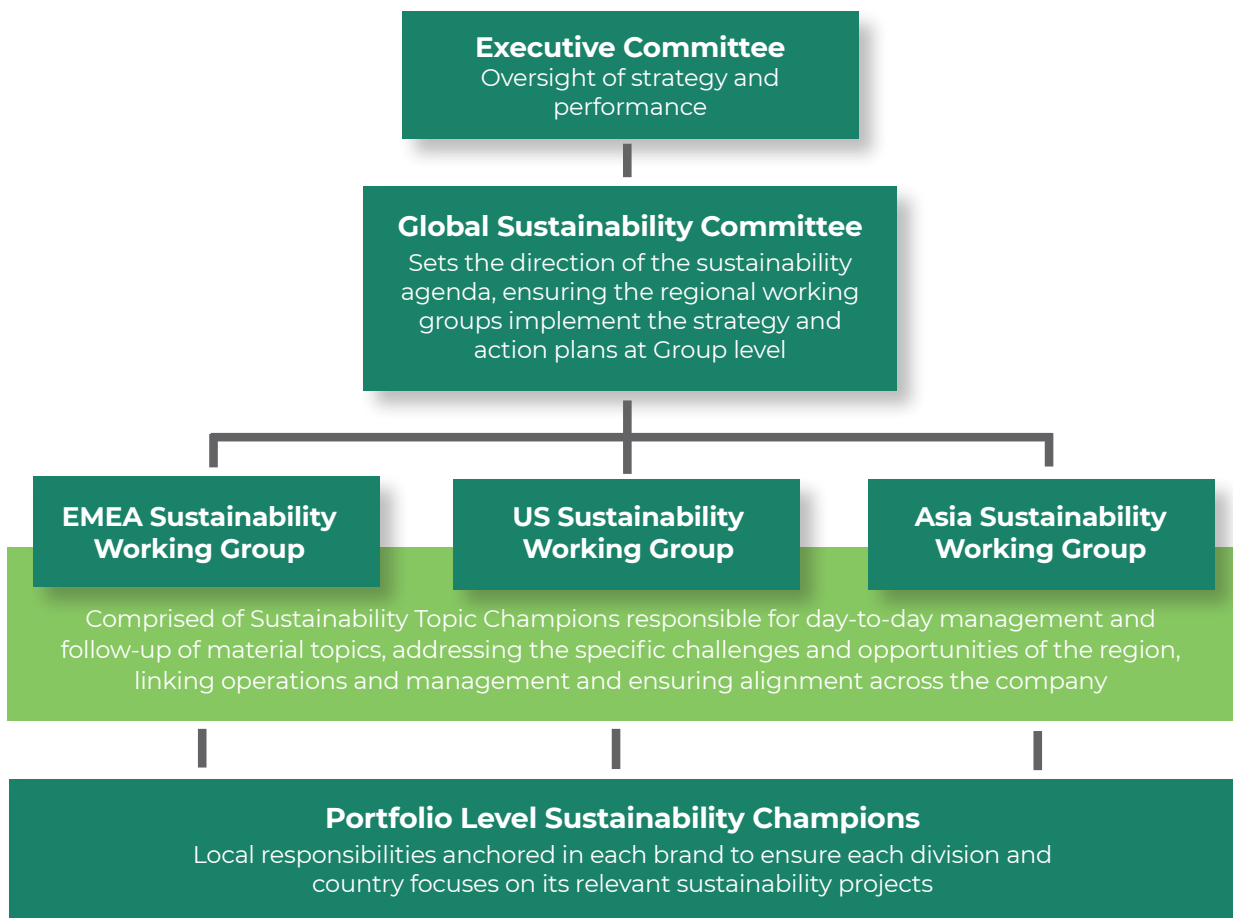 Executive Committee
Oversight of strategy and
performance
Global Sustainability Committee
Sets the direction of the sustainability
agenda, ensuring the regional working
groups implement the strategy and
action plans at Group level
EMEA Sustainability
Working Group
US Sustainability
Working Group
Asia Sustainability
Working Group
Comprised of Sustainability Topic Champions responsible for day-to-day management and
follow-up of material topics, addressing the specific challenges and opportunities of the region,
linking operations and management and ensuring alignment across the company
Portfolio Level Sustainability Champions
Local responsibilities anchored in each brand to ensure each division and
country focuses on its relevant sustainability projects